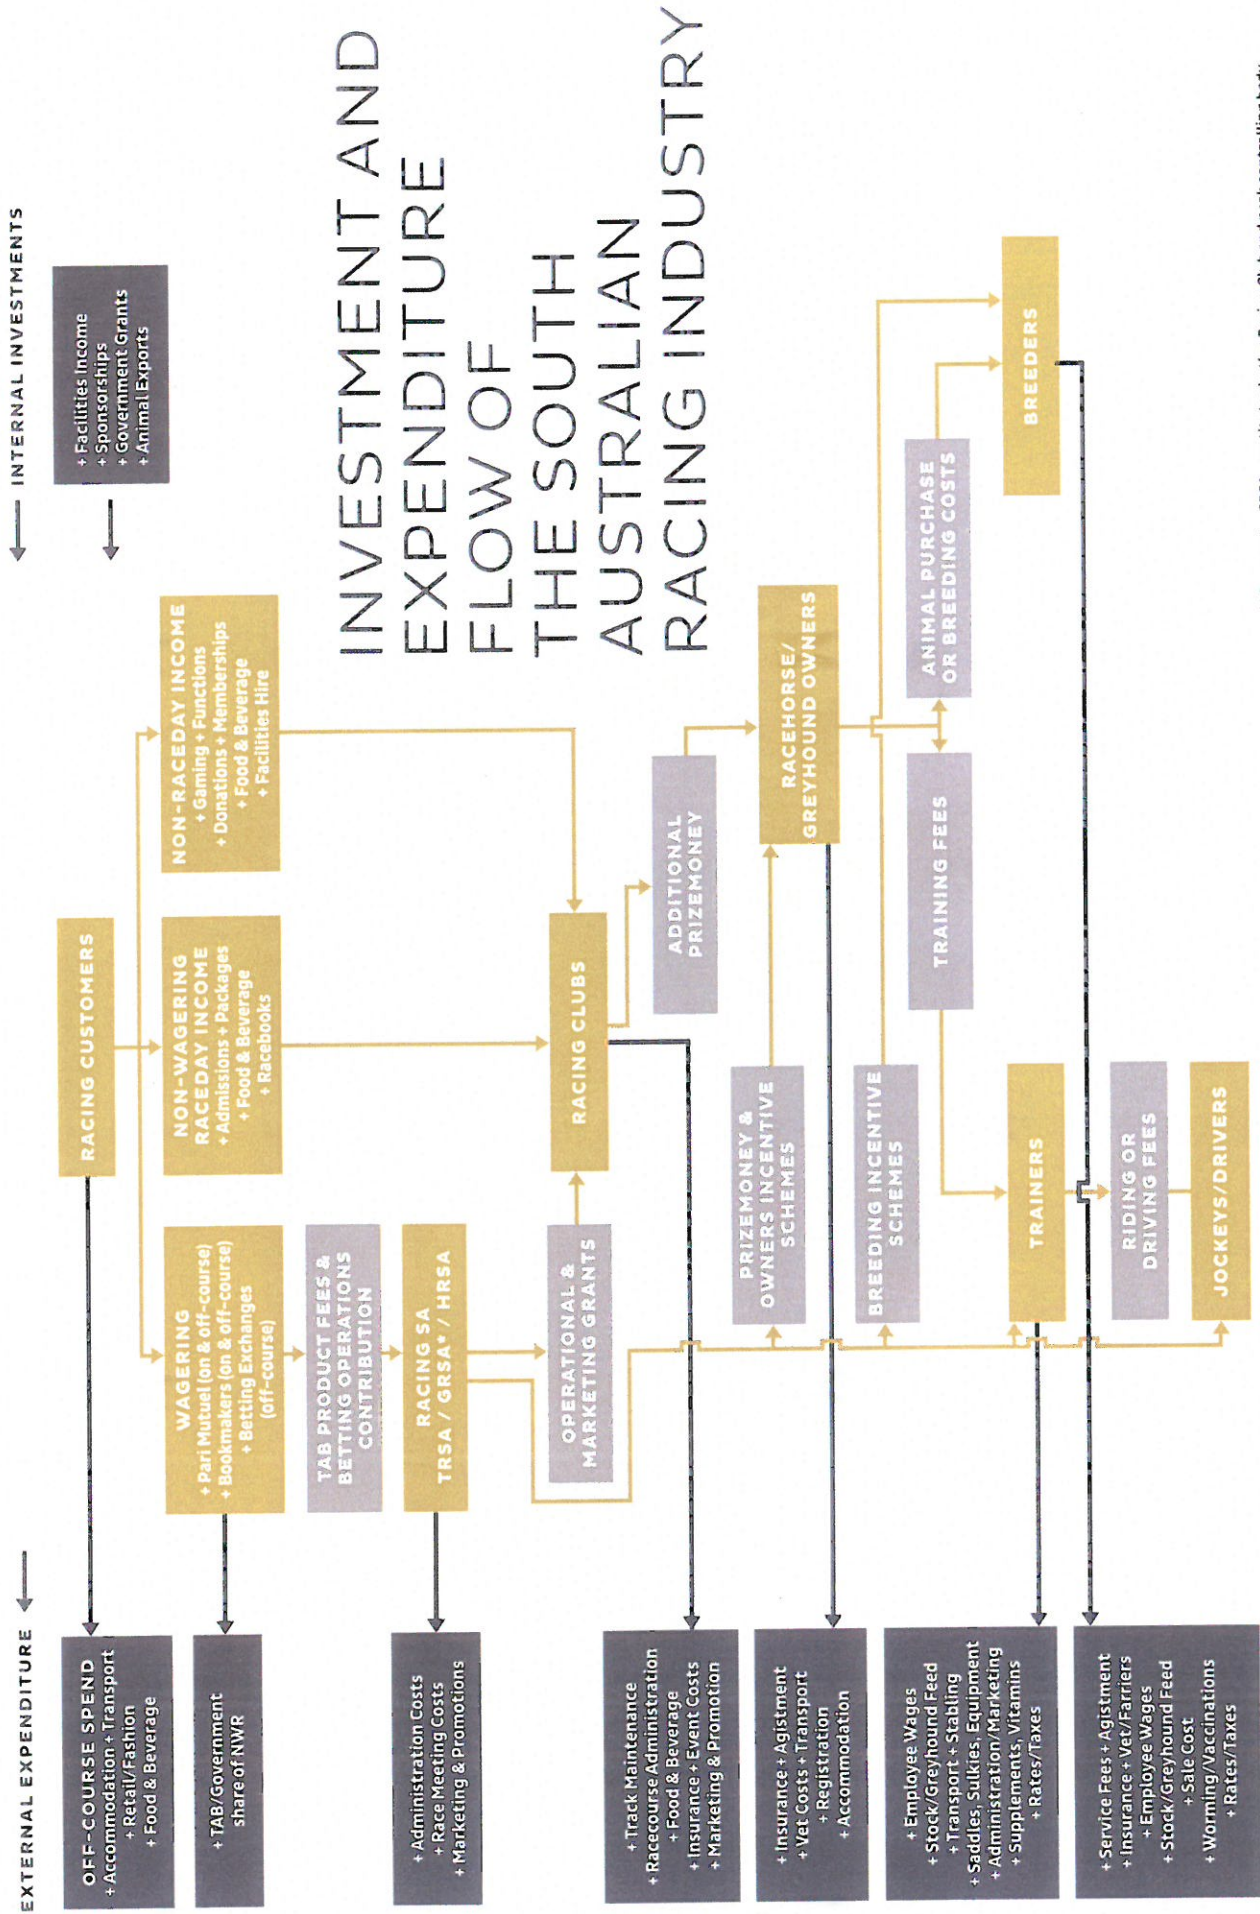 EXTERNAL EXPENDITURE
INTERNAL INVESTMENTS
INVESTMENT AND
EXPENDITURE
FLOW OF
THE SOUTH
AUSTRALIAN
RACING INDUSTRY
OFF-COURSE SPEND
+ Accommodation + Transport
+ Retail/Fashion
+ Food & Beverage
RACING CUSTOMERS
+ Facilities Income
+ Sponsorships
+ Government Grants
+ Animal Exports
+ TAB/Government
share of NWR
WAGERING
+ Pari Mutuel (on & off-course)
+ Bookmakers (on & off-course)
+ Betting Exchanges
(off-course)
NON-WAGERING
RACEDAY INCOME
+ Admissions + Packages
+ Food & Beverage
+ Racebooks
NON-RACEDAY INCOME
+ Gaming + Functions
+ Donations + Memberships
+ Food & Beverage
+ Facilities Hire
TAB PRODUCT FEES &
BETTING OPERATIONS
CONTRIBUTION
+ Administration Costs
+ Race Meeting Costs
+ Marketing & Promotions
RACING SA
TRSA / GRSA* / HRSA
OPERATIONAL &
MARKETING GRANTS
RACING CLUBS
+ Track Maintenance
+ Racecourse Administration
+ Food & Beverage
+ Insurance + Event Costs
+ Marketing & Promotion
ADDITIONAL
PRIZEMONEY
+ Insurance + Agistment
+ Vet Costs + Transport
+ Registration
+ Accommodation
PRIZEMONEY &
OWNERS INCENTIVE
SCHEMES
RACEHORSE/
GREYHOUND OWNERS
BREEDING INCENTIVE
SCHEMES
TRAINING FEES
ANIMAL PURCHASE
OR BREEDING COSTS
+ Employee Wages
+ Stock/Greyhound Feed
+ Transport + Stabling
+ Saddles, Sulkies, Equipment
+ Administration/Marketing
+ Supplements, Vitamins
+ Rates/Taxes
TRAINERS
BREEDERS
+ Service Fees + Agistment
+ Insurance + Vet/Farriers
+ Employee Wages
+ Stock/Greyhound Feed
+ Sale Cost
+ Worming/Vaccinations
+ Rates/Taxes
RIDING OR
DRIVING FEES
JOCKEYS/DRIVERS